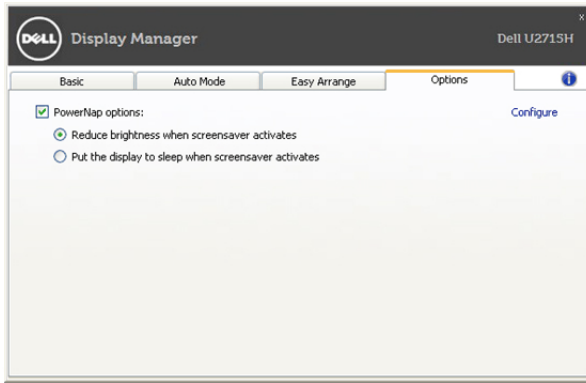 x
DELL Display Manager Dell U2715H
Basic Auto Mode Easy Arrange Options i
PowerNap options: Configure
Reduce brightness when screensaver activates
Put the display to sleep when screensaver activates